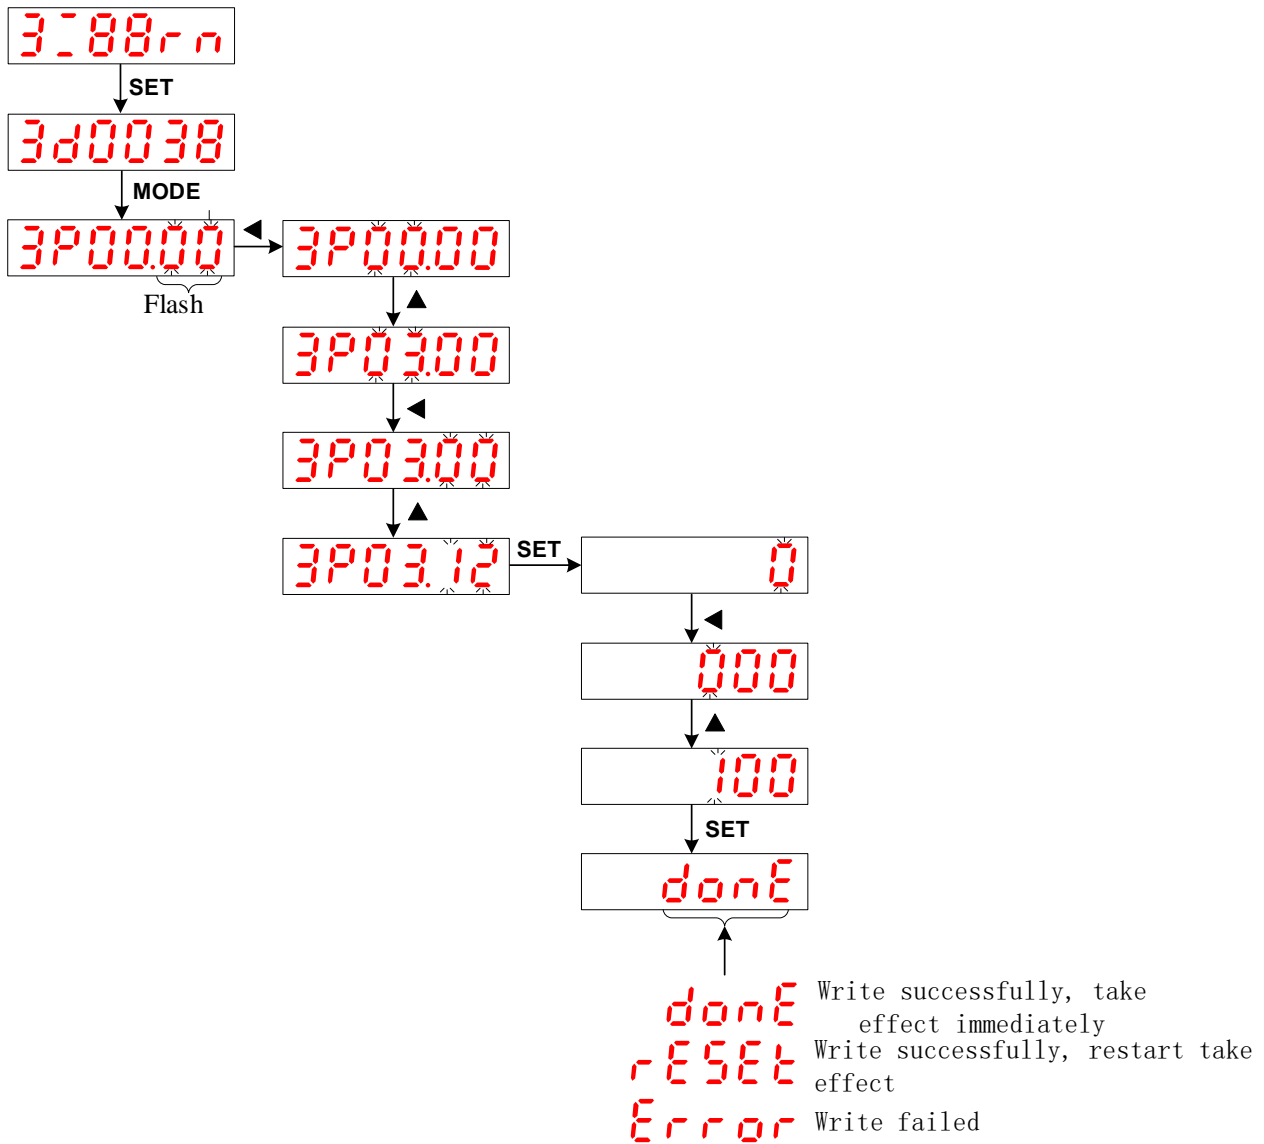 3 88rn
SET
3d0038
MODE
3P00.00
3P00.00
Flash
3P03.00
3P03.00
3P03.12
SET
0
000
100
SET
donE
donE Write successfully, take
effect immediately
rESEt Write successfully, restart take
effect
Error Write failed